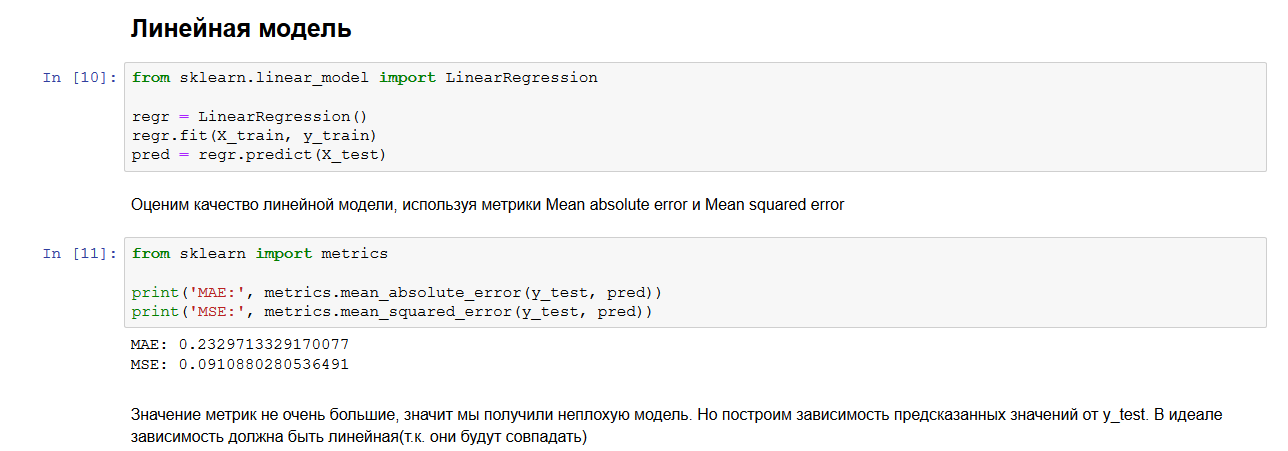 Линейная модель
In [10]: from sklearn.linear_model import LinearRegression
regr = LinearRegression()
regr.fit(X_train, y_train)
pred = regr.predict(X_test)
Оценим качество линейной модели, используя метрики Mean absolute error и Mean squared error
In [11]: from sklearn import metrics
print('MAE:', metrics.mean_absolute_error(y_test, pred))
print('MSE:', metrics.mean_squared_error(y_test, pred))
MAE: 0.2329713329170077
MSE: 0.0910880280536491
Значение метрик не очень большие, значит мы получили неплохую модель. Но построим зависимость предсказанных значений от y_test. В идеале
зависимость должна быть линейная(т.к. они будут совпадать)